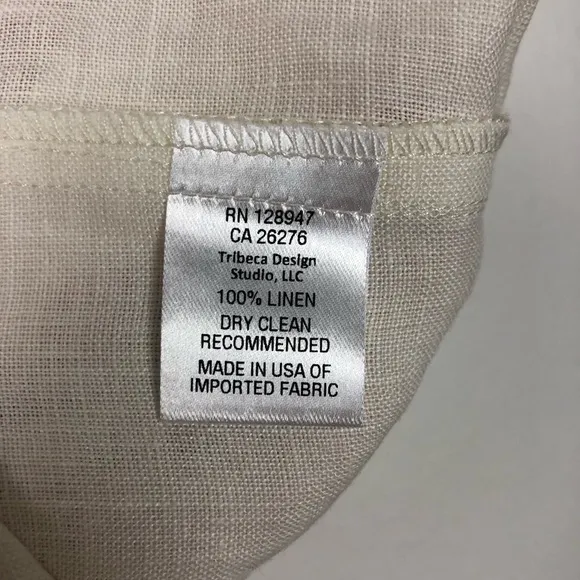 RN 128947
CA 26276
Tribeca Design
Studio, LLC
100% LINEN
DRY CLEAN
RECOMMENDED
MADE IN USA OF
IMPORTED FABRIC